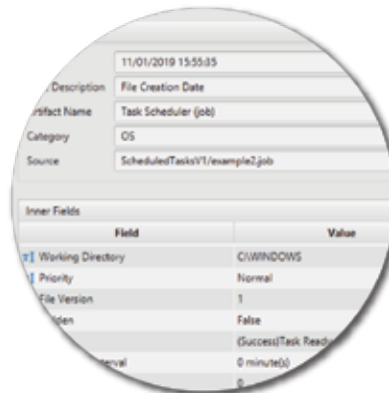 11/01/2019 15:55:35
Description File Creation Date
Artifact Name Task Scheduler (job)
Category OS
Source ScheduledTasksV1/example2.job
Inner Fields
Field Value
Working Directory C:\WINDOWS
Priority Normal
File Version 1
False
(Success)Task Ready
0 minute(s)
0